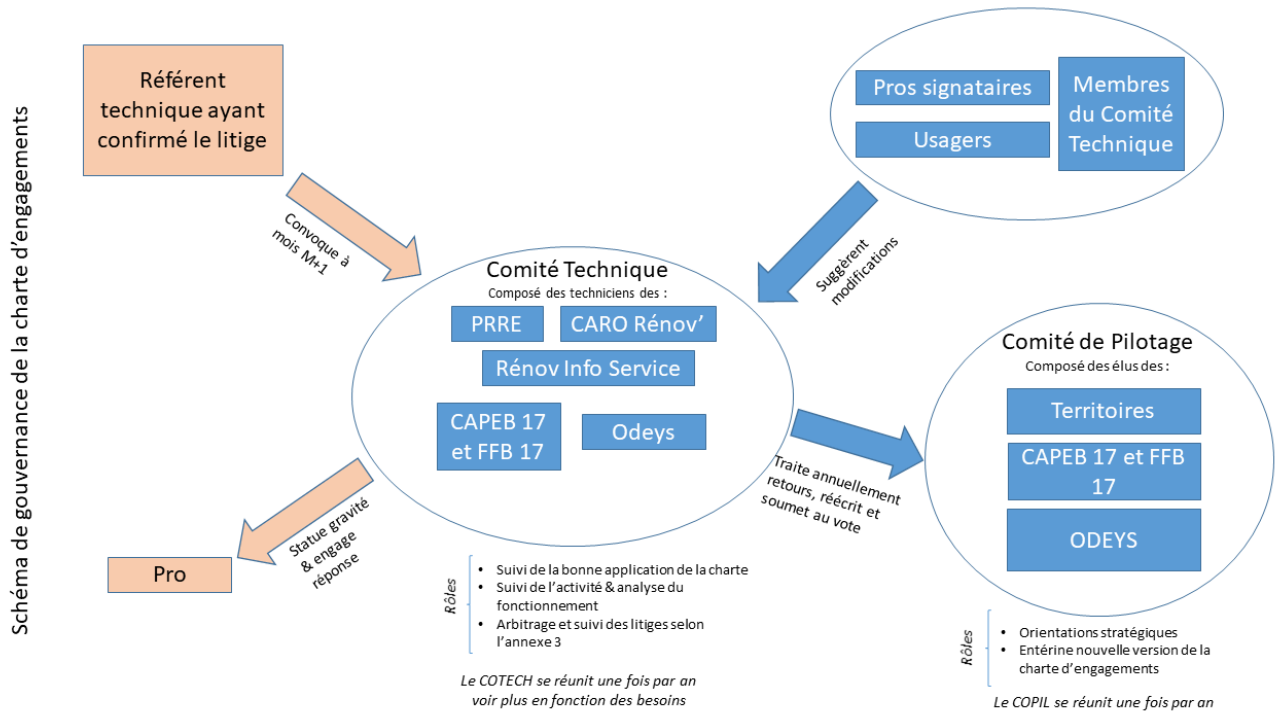 Schéma de gouvernance de la charte d'engagements
Référent
technique ayant
confirmé le litige
Convoque à
mois M+1
Pros signataires
Usagers
Membres
du Comité
Technique
Suggèrent
modifications
Comité Technique
Composé des techniciens des :
PRRE
CARO Rénov'
Rénov Info Service
CAPEB 17
et FFB 17
Odeys
Statue gravité
& engage
réponse
Pro
Traite annuellement
retours, réécrit et
soumet au vote
Comité de Pilotage
Composé des élus des :
Territoires
CAPEB 17 et FFB
17
ODEYS
Rôles
• Suivi de la bonne application de la charte
• Suivi de l'activité & analyse du
fonctionnement
• Arbitrage et suivi des litiges selon
l'annexe 3
Le COTECH se réunit une fois par an
voir plus en fonction des besoins
Rôles
• Orientations stratégiques
• Entérine nouvelle version de la
charte d'engagements
Le COPIL se réunit une fois par an